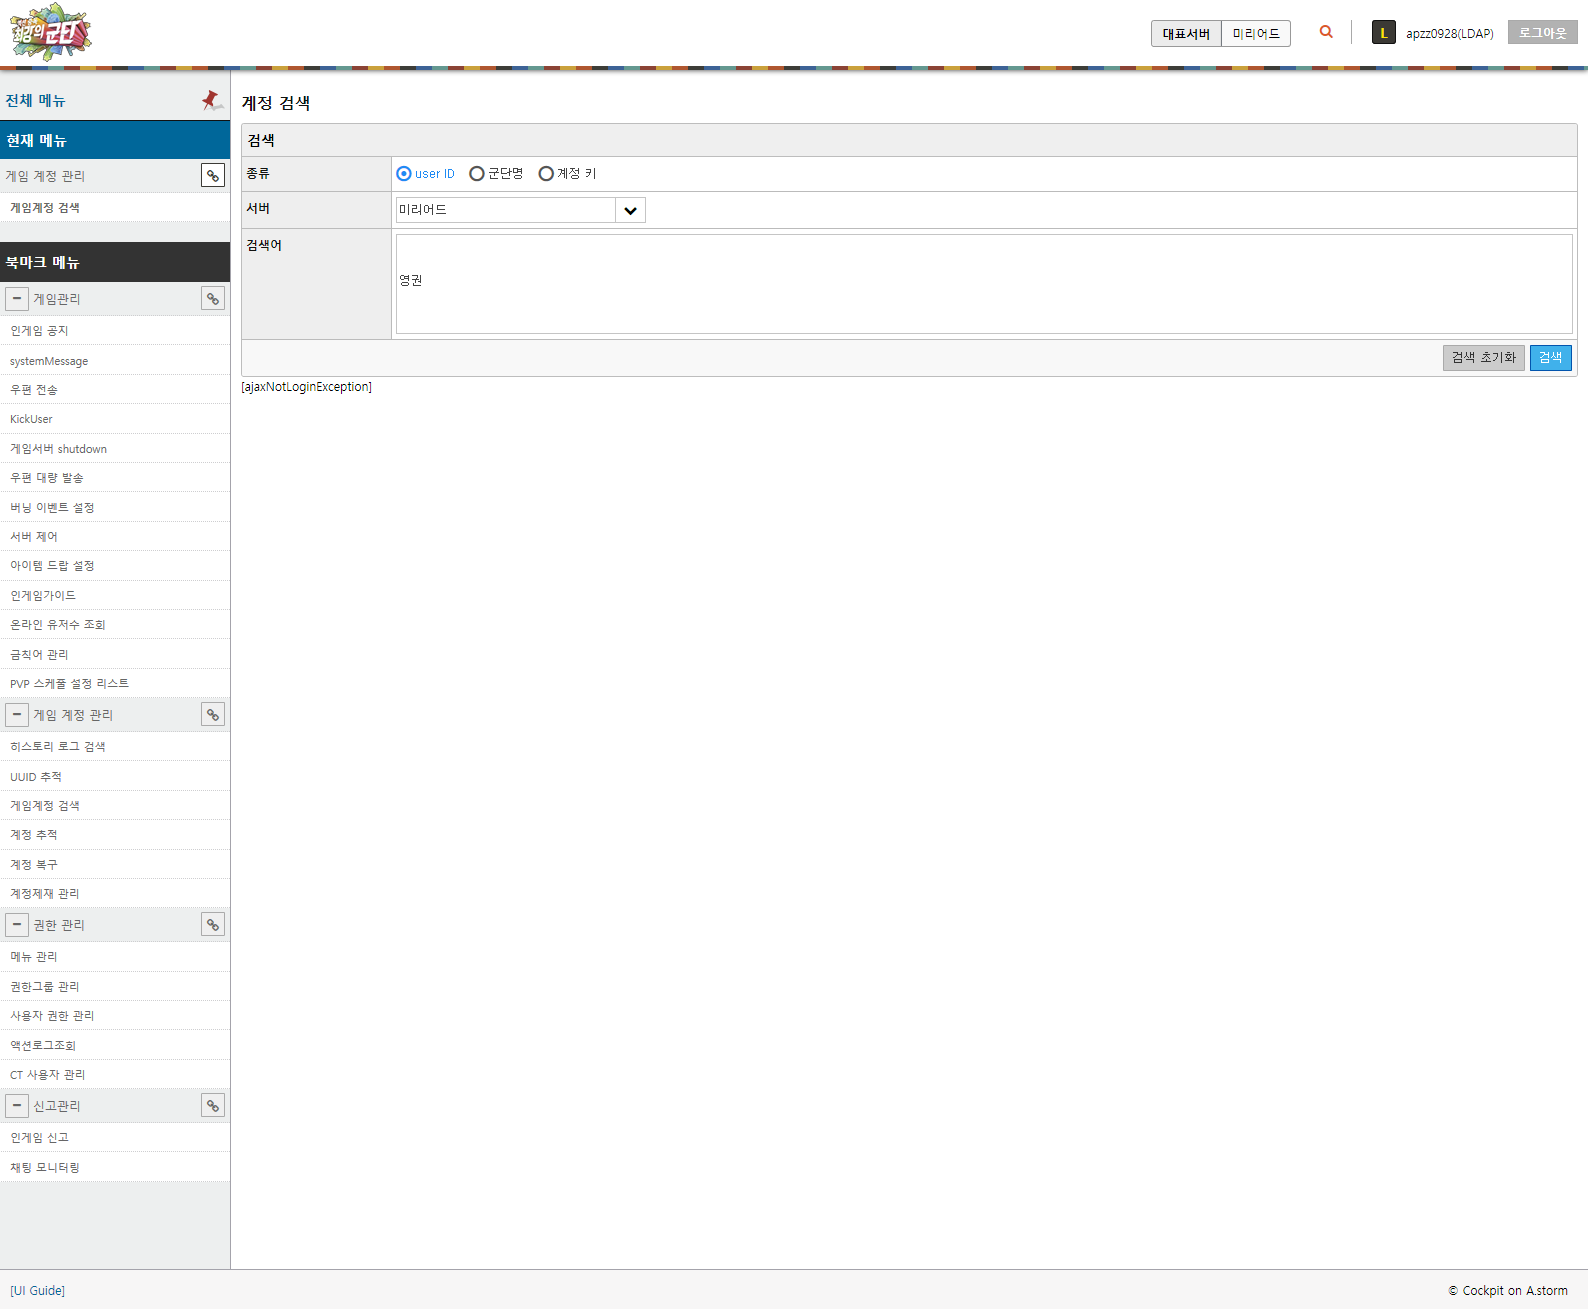 최강의 군단
대표서버 미리어드 L apzz0928(LDAP) 로그아웃
전체 메뉴
현재 메뉴
게임 계정 관리
게임계정 검색
북마크 메뉴
게임관리
인게임 공지
systemMessage
우편 전송
KickUser
게임서버 shutdown
우편 대량 발송
버닝 이벤트 설정
서버 제어
아이템 드랍 설정
인게임가이드
온라인 유저수 조회
금칙어 관리
PVP 스케쥴 설정 리스트
게임 계정 관리
히스토리 로그 검색
UUID 추적
게임계정 검색
계정 추적
계정 복구
계정제재 관리
권한 관리
메뉴 관리
권한그룹 관리
사용자 권한 관리
액션로그조회
CT 사용자 관리
신고관리
인게임 신고
채팅 모니터링
계정 검색
검색
종류 user ID 군단명 계정 키
서버 미리어드
검색어 영권
검색 초기화 검색
[ajaxNotLoginException]
[UI Guide] © Cockpit on A.storm